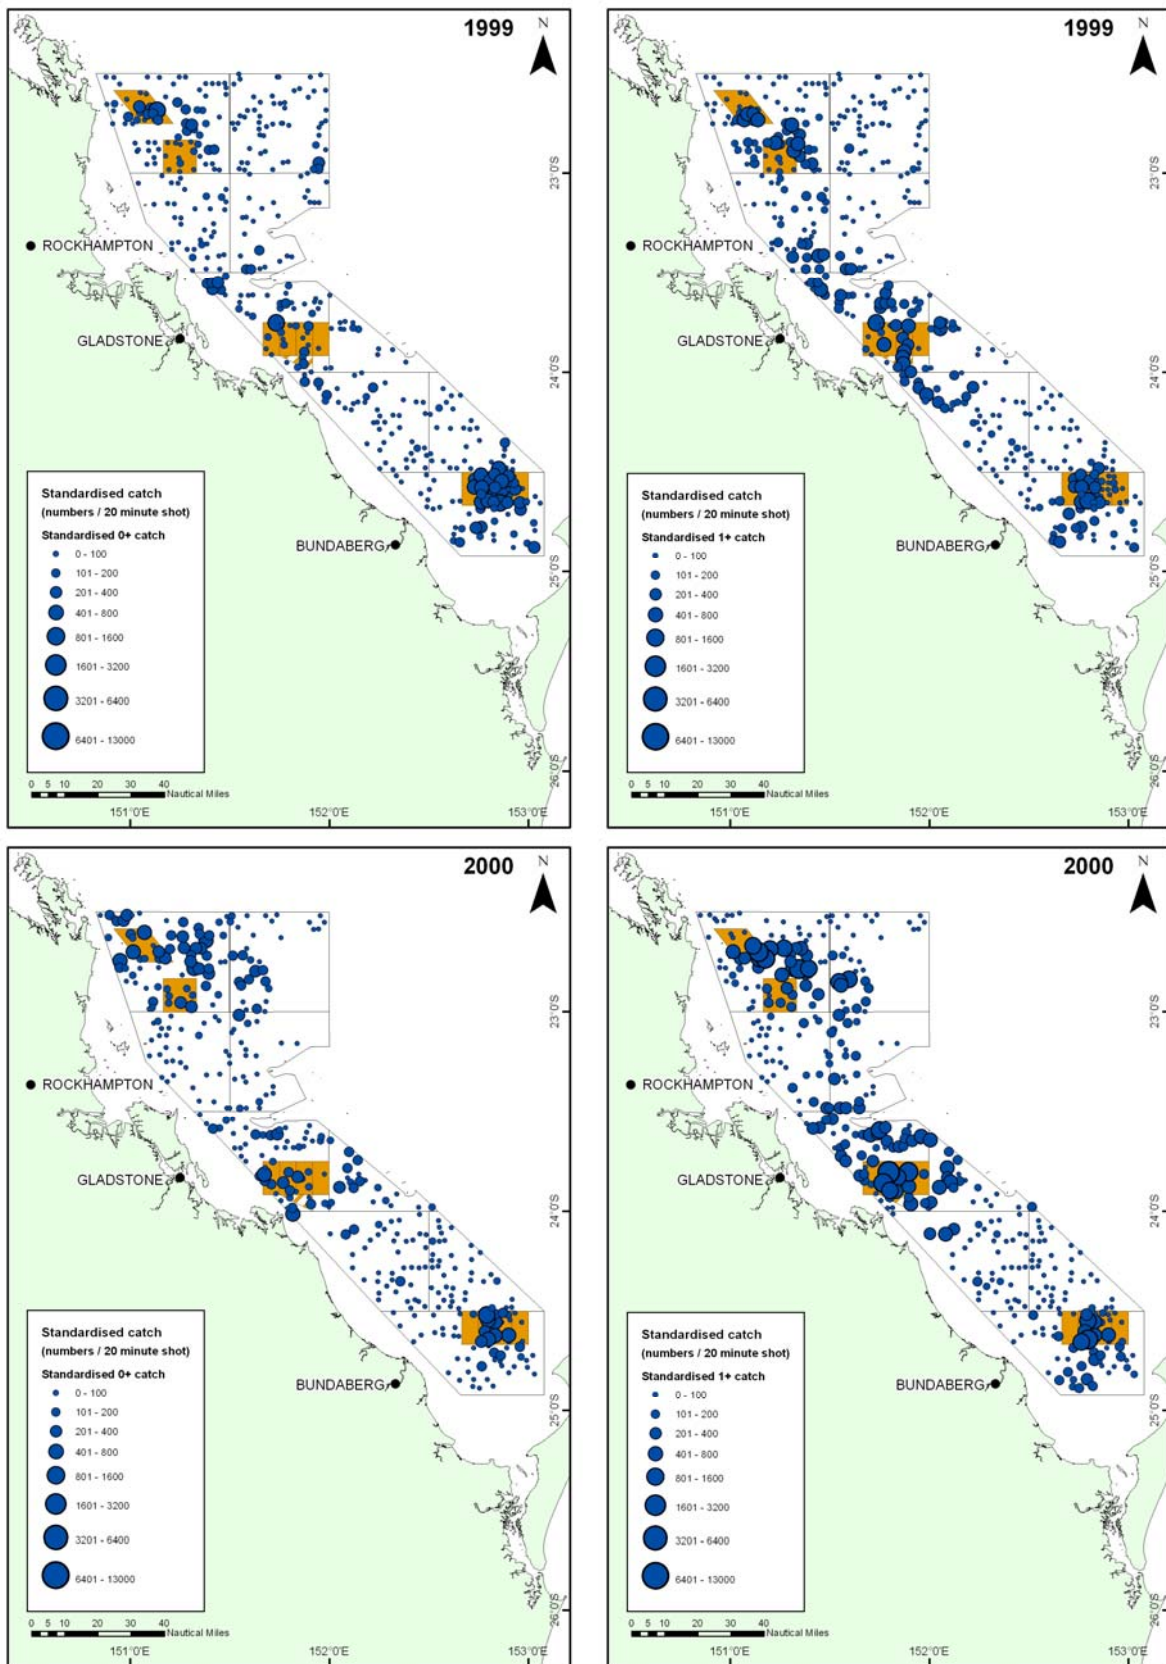 1999
N
23°0'S
ROCKHAMPTON
GLADSTONE
24°0'S
Standardised catch
(numbers / 20 minute shot)
Standardised 0+ catch
0 - 100
101 - 200
201 - 400
401 - 800
801 - 1600
1601 - 3200
3201 - 6400
6401 - 13000
BUNDABERG
25°0'S
26°0'S
0 5 10 20 30 40
Nautical Miles
151°0'E
152°0'E
153°0'E
1999
N
23°0'S
ROCKHAMPTON
GLADSTONE
24°0'S
Standardised catch
(numbers / 20 minute shot)
Standardised 1+ catch
0 - 100
101 - 200
201 - 400
401 - 800
801 - 1600
1601 - 3200
3201 - 6400
6401 - 13000
BUNDABERG
25°0'S
26°0'S
0 5 10 20 30 40
Nautical Miles
151°0'E
152°0'E
153°0'E
2000
N
23°0'S
ROCKHAMPTON
GLADSTONE
24°0'S
Standardised catch
(numbers / 20 minute shot)
Standardised 0+ catch
0 - 100
101 - 200
201 - 400
401 - 800
801 - 1600
1601 - 3200
3201 - 6400
6401 - 13000
BUNDABERG
25°0'S
26°0'S
0 5 10 20 30 40
Nautical Miles
151°0'E
152°0'E
153°0'E
2000
N
23°0'S
ROCKHAMPTON
GLADSTONE
24°0'S
Standardised catch
(numbers / 20 minute shot)
Standardised 1+ catch
0 - 100
101 - 200
201 - 400
401 - 800
801 - 1600
1601 - 3200
3201 - 6400
6401 - 13000
BUNDABERG
25°0'S
26°0'S
0 5 10 20 30 40
Nautical Miles
151°0'E
152°0'E
153°0'E